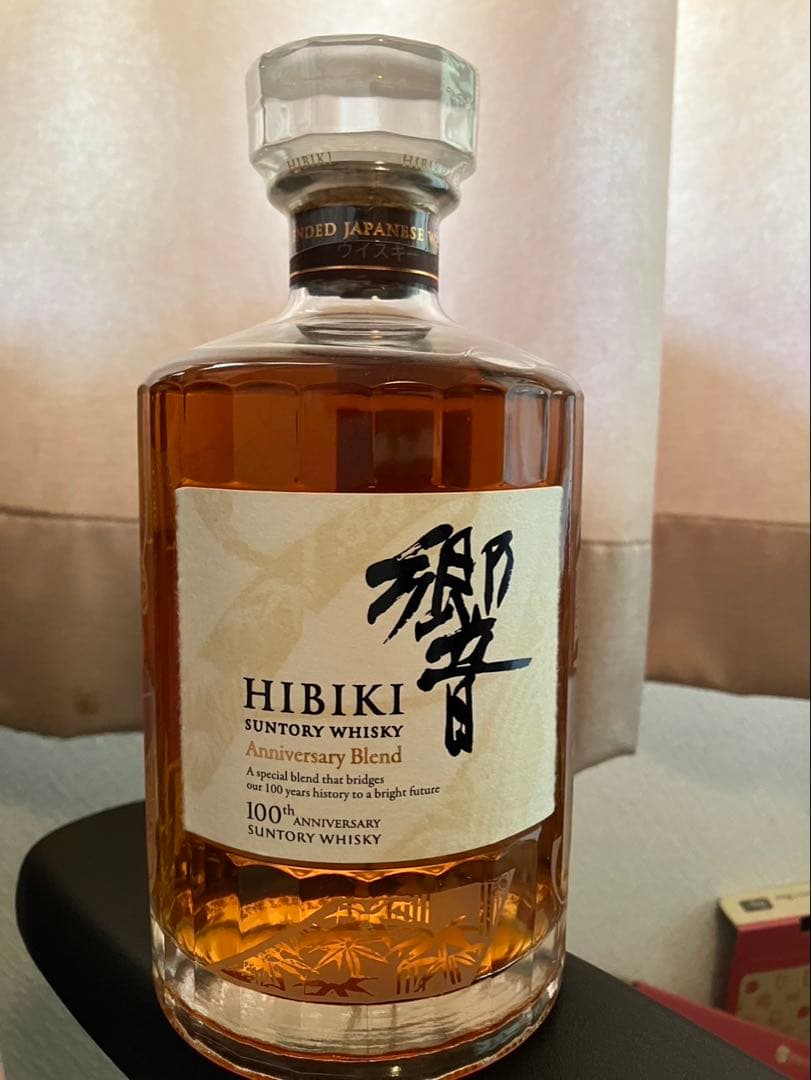 HIBIKI
HIBIKI
NDED JAPANESE W
ウイスキー
響
HIBIKI
SUNTORY WHISKY
Anniversary Blend
A special blend that bridges
our 100 years history to a bright future
100th ANNIVERSARY
SUNTORY WHISKY